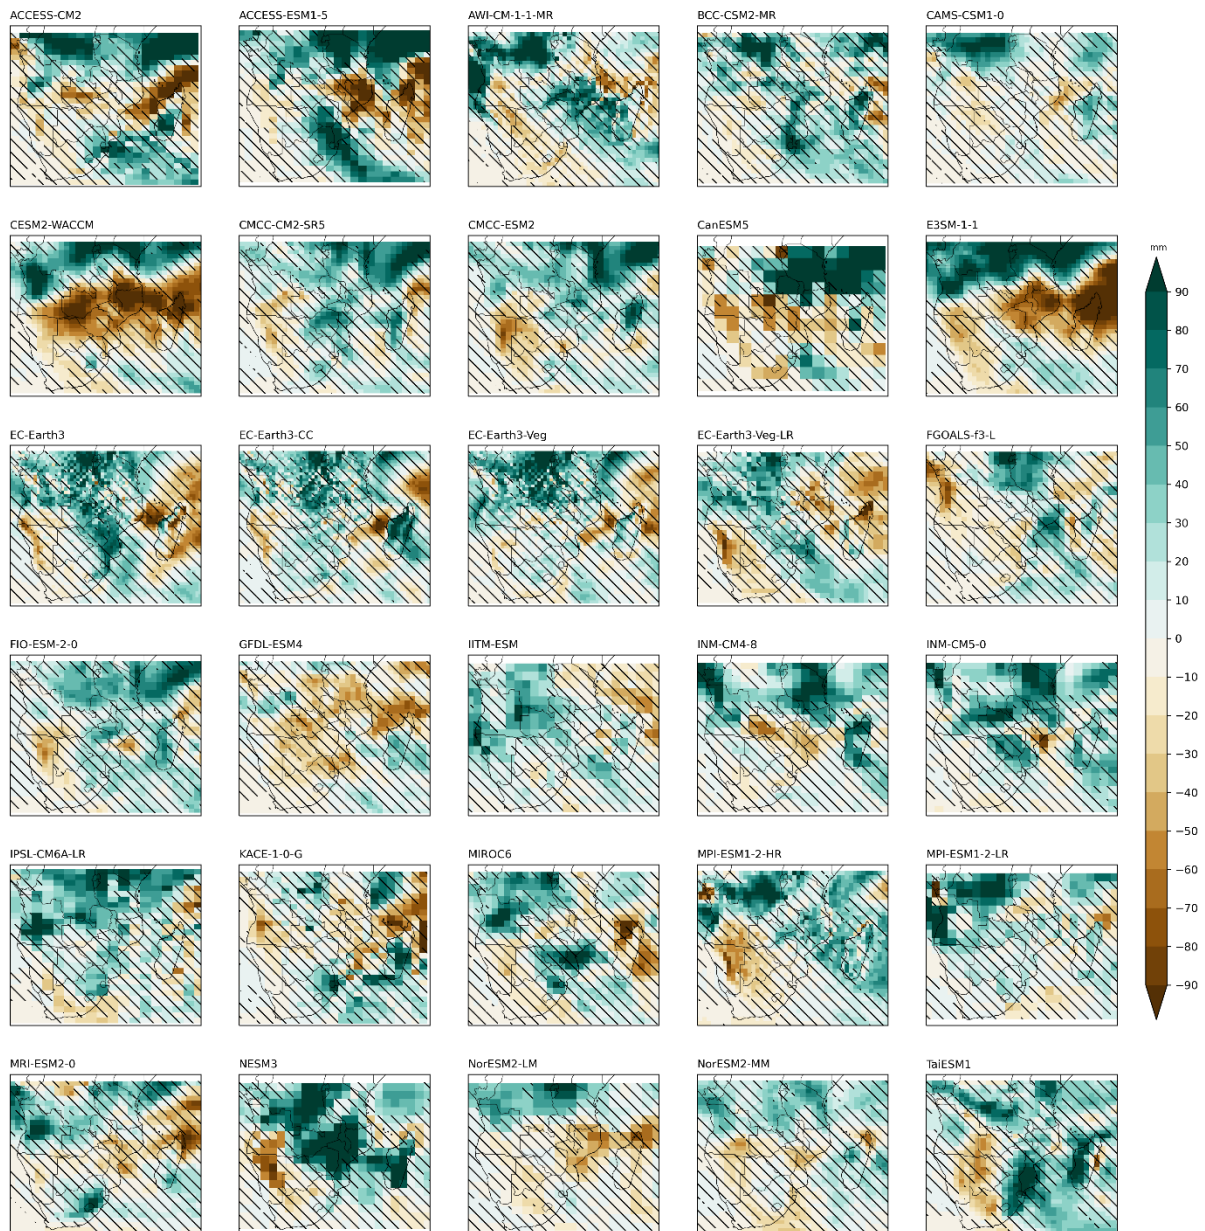 ACCESS-CM2 ACCESS-ESM1-5 AWI-CM-1-1-MR BCC-CSM2-MR CAMS-CSM1-0
CESM2-WACCM CMCC-CM2-SR5 CMCC-ESM2 CanESM5 E3SM-1-1
mm
90
80
70
60
50
40
30
20
10
0
−10
−20
−30
−40
−50
−60
−70
−80
−90
EC-Earth3 EC-Earth3-CC EC-Earth3-Veg EC-Earth3-Veg-LR FGOALS-f3-L
FIO-ESM-2-0 GFDL-ESM4 IITM-ESM INM-CM4-8 INM-CM5-0
IPSL-CM6A-LR KACE-1-0-G MIROC6 MPI-ESM1-2-HR MPI-ESM1-2-LR
MRI-ESM2-0 NESM3 NorESM2-LM NorESM2-MM TaiESM1